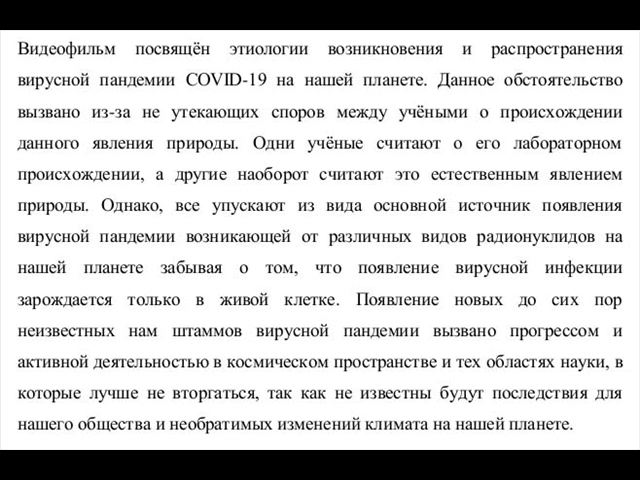 Видеофильм посвящён этиологии возникновения и распространения
вирусной пандемии COVID-19 на нашей планете. Данное обстоятельство
вызвано из-за не утекающих споров между учёными о происхождении
данного явления природы. Одни учёные считают о его лабораторном
происхождении, а другие наоборот считают это естественным явлением
природы. Однако, все упускают из вида основной источник появления
вирусной пандемии возникающей от различных видов радионуклидов на
нашей планете забывая о том, что появление вирусной инфекции
зарождается только в живой клетке. Появление новых до сих пор
неизвестных нам штаммов вирусной пандемии вызвано прогрессом и
активной деятельностью в космическом пространстве и тех областях науки, в
которые лучше не вторгаться, так как не известны будут последствия для
нашего общества и необратимых изменений климата на нашей планете.